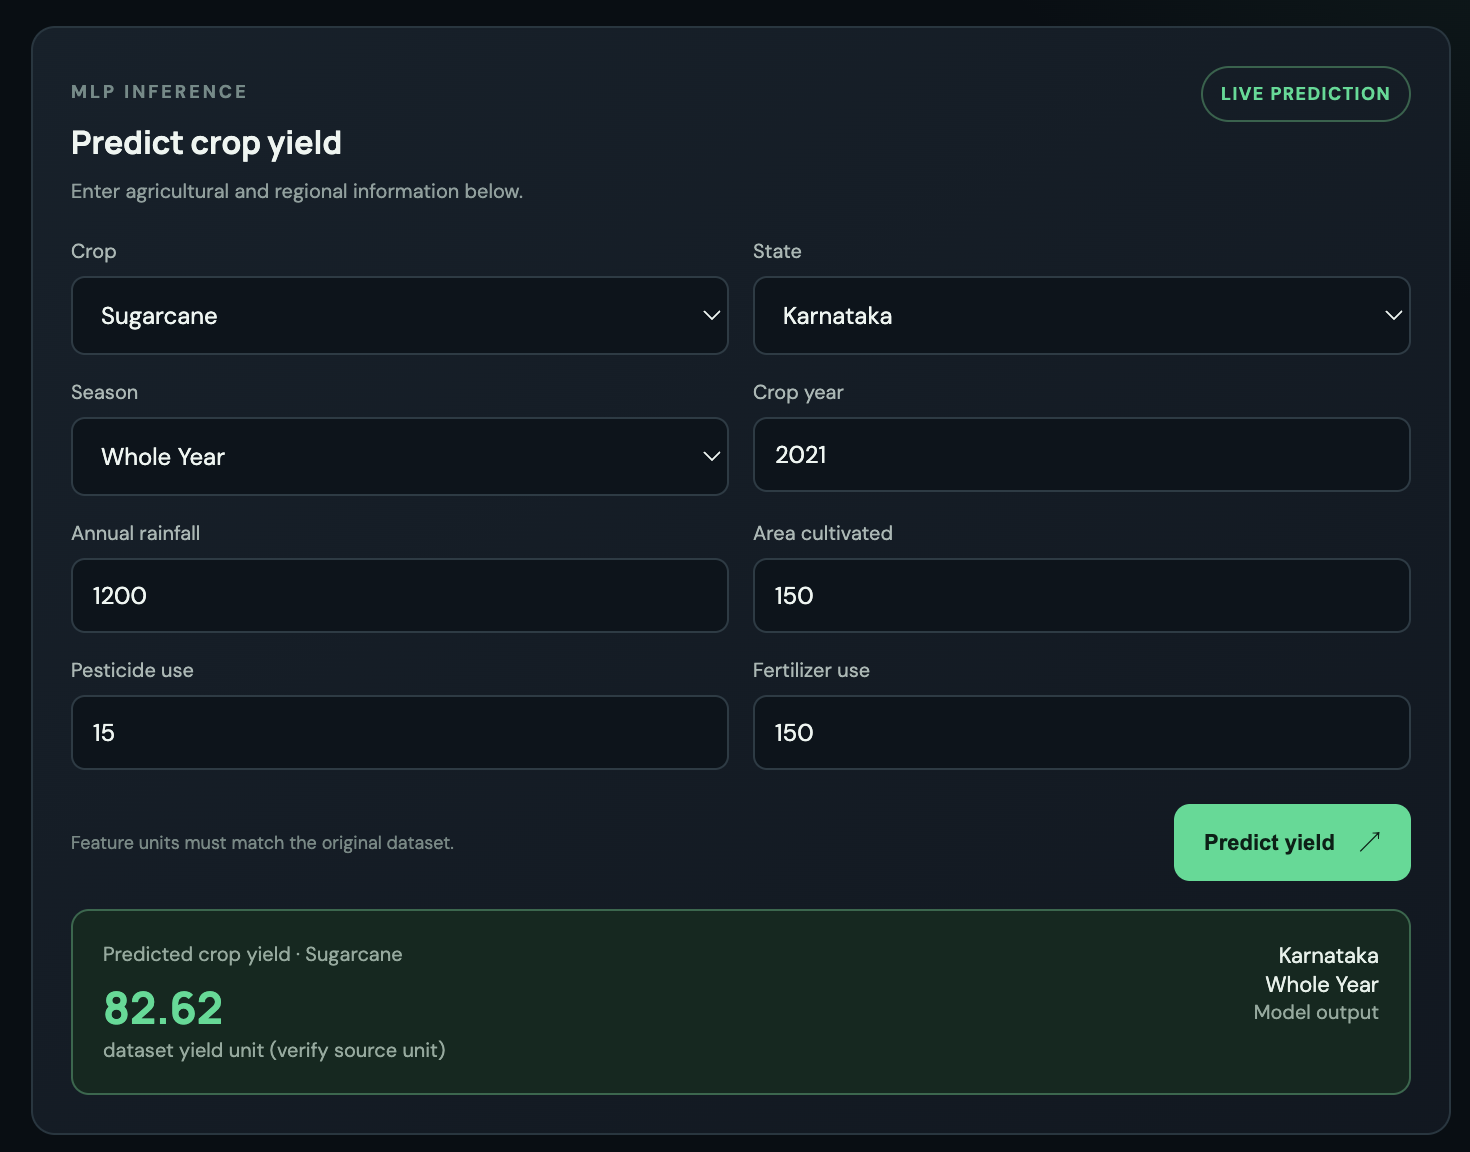 MLP INFERENCE
LIVE PREDICTION
Predict crop yield
Enter agricultural and regional information below.
Crop
State
Sugarcane
Karnataka
Season
Crop year
Whole Year
2021
Annual rainfall
Area cultivated
1200
150
Pesticide use
Fertilizer use
15
150
Feature units must match the original dataset.
Predict yield
Predicted crop yield · Sugarcane
82.62
dataset yield unit (verify source unit)
Karnataka
Whole Year
Model output